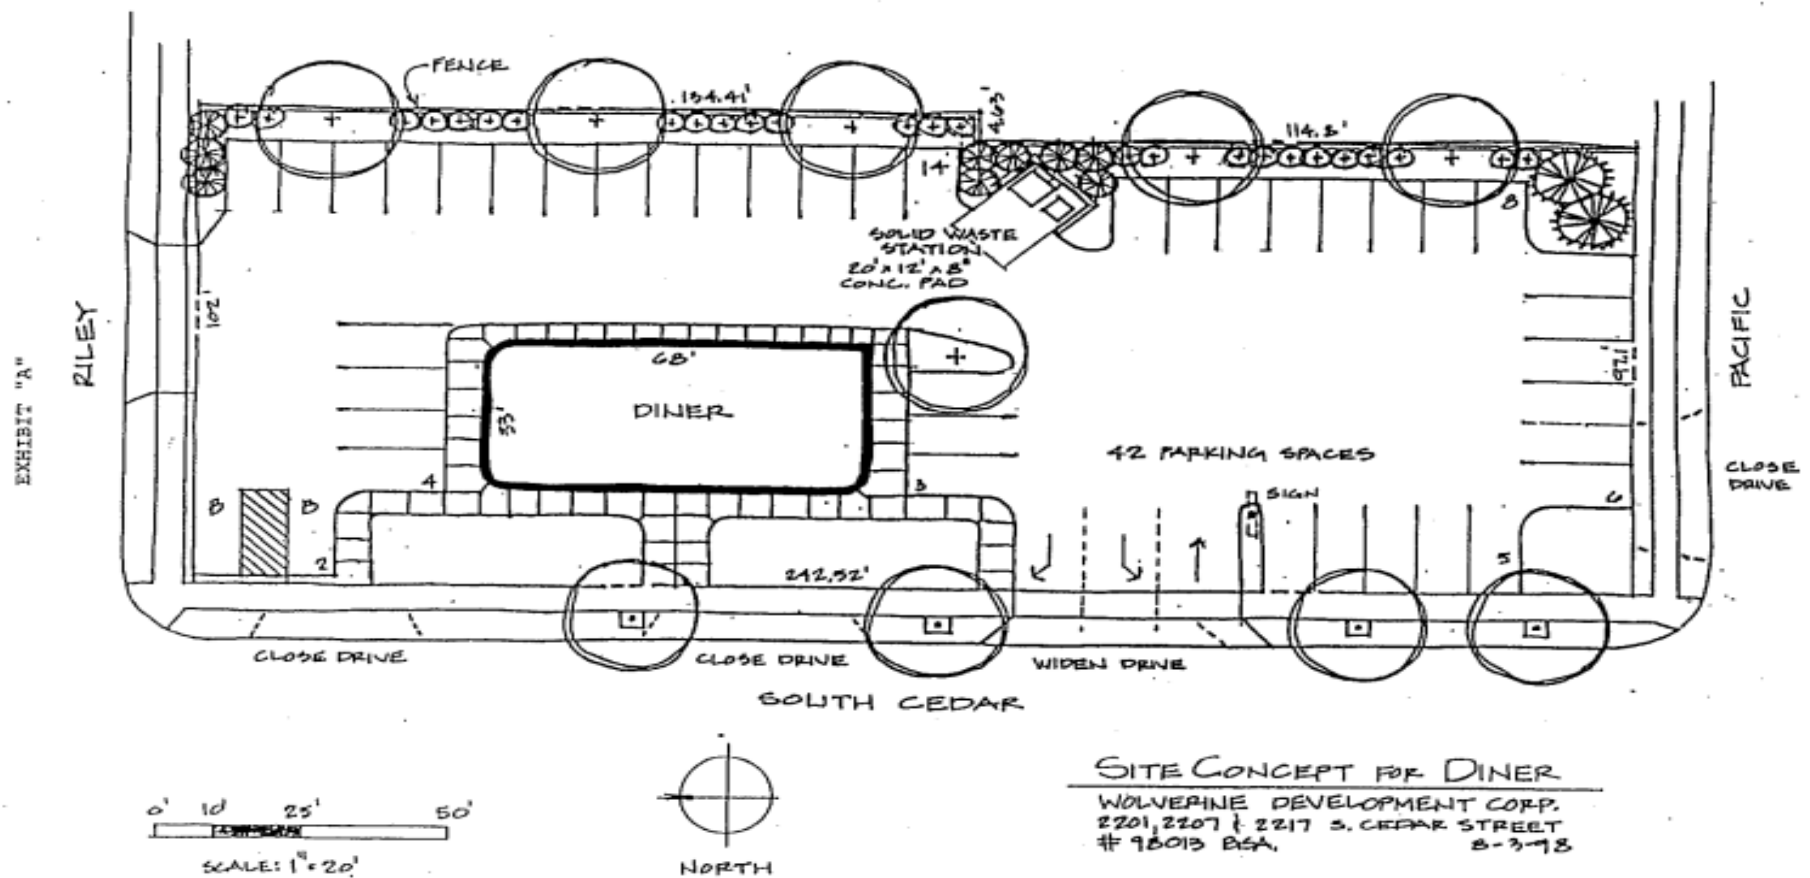 FENCE
134.41'
4.63'
114.3'
14
8
SOLID WASTE
STATION
20' x 12' x 8"
CONC. PAD
RILEY
EXHIBIT "A"
102'
68'
33'
DINER
PACIFIC
97.1'
42 PARKING SPACES
CLOSE
DRIVE
4
3
6
B
B
SIGN
2
5
242.52'
CLOSE DRIVE
CLOSE DRIVE
WIDEN DRIVE
SOUTH CEDAR
0' 10' 25' 50'
SCALE: 1" = 20'
NORTH
SITE CONCEPT FOR DINER
WOLVERINE DEVELOPMENT CORP.
2201, 2207 & 2217 S. CEDAR STREET
# 98013 BSA.
8-3-98